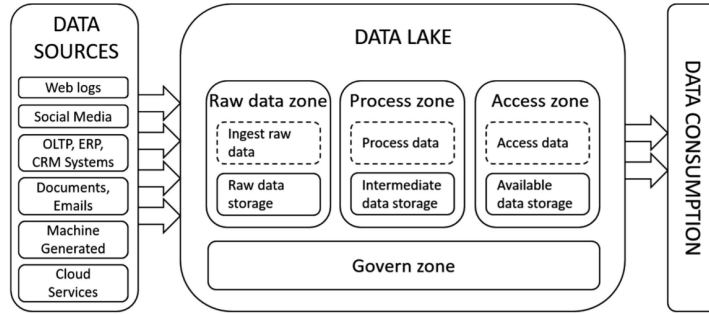 DATA
SOURCES
Web logs
Social Media
OLTP, ERP,
CRM Systems
Documents,
Emails
Machine
Generated
Cloud
Services
DATA LAKE
Raw data zone
Ingest raw
data
Raw data
storage
Process zone
Process data
Intermediate
data storage
Access zone
Access data
Available
data storage
Govern zone
DATA CONSUMPTION